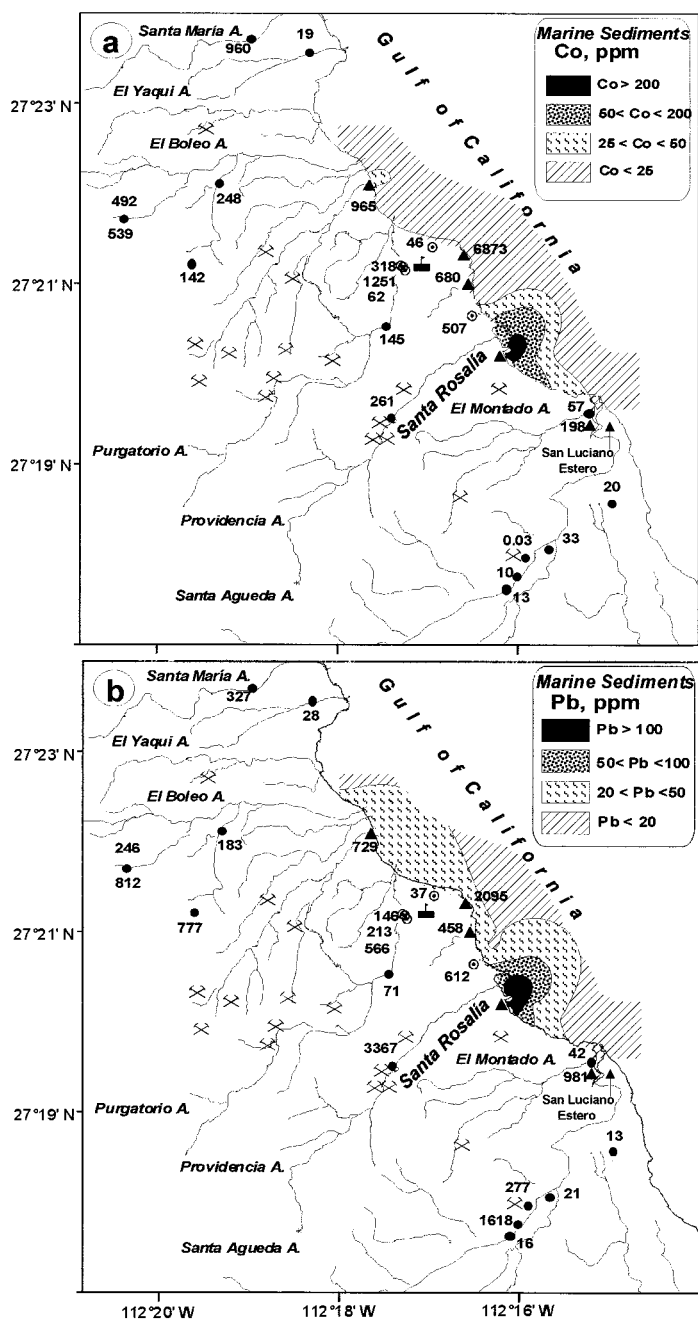 a
Santa María A.
960
19
Gulf of California
Marine Sediments
Co, ppm
Co> 200
50< Co< 200
25 < Co < 50
Co < 25
27°23' N
El Yaqui A.
El Boleo A.
492
539
248
965
142
46
6873
318
1251
62
680
27°21' N
145
507
Santa Rosalía
261
El Montado A.
57
198
San Luciano
Estero
Purgatorio A.
27°19' N
20
Providencia A.
0.03
33
10
13
Santa Agueda A.
b
Santa María A.
327
28
Gulf of California
Marine Sediments
Pb, ppm
Pb > 100
50< Pb <100
20 < Pb <50
Pb < 20
27°23' N
El Yaqui A.
El Boleo A.
246
812
183
729
777
37
2095
146
213
566
458
27°21' N
71
612
Santa Rosalía
3367
El Montado A.
42
981
San Luciano
Estero
Purgatorio A.
27°19' N
13
Providencia A.
277
21
1618
16
Santa Agueda A.
112°20' W
112°18' W
112°16' W